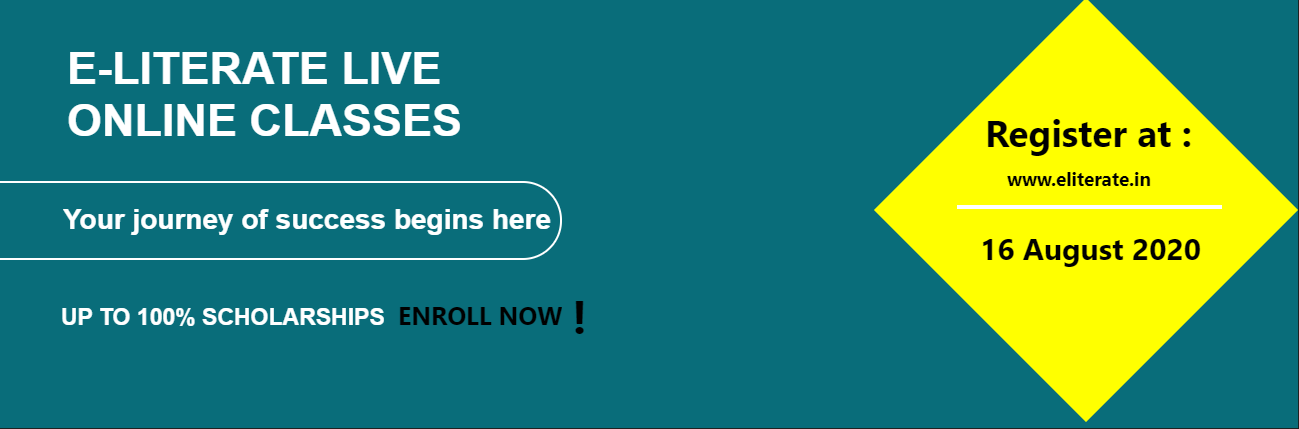 E-LITERATE LIVE
ONLINE CLASSES
Your journey of success begins here
UP TO 100% SCHOLARSHIPS ENROLL NOW !
Register at :
www.eliterate.in
16 August 2020